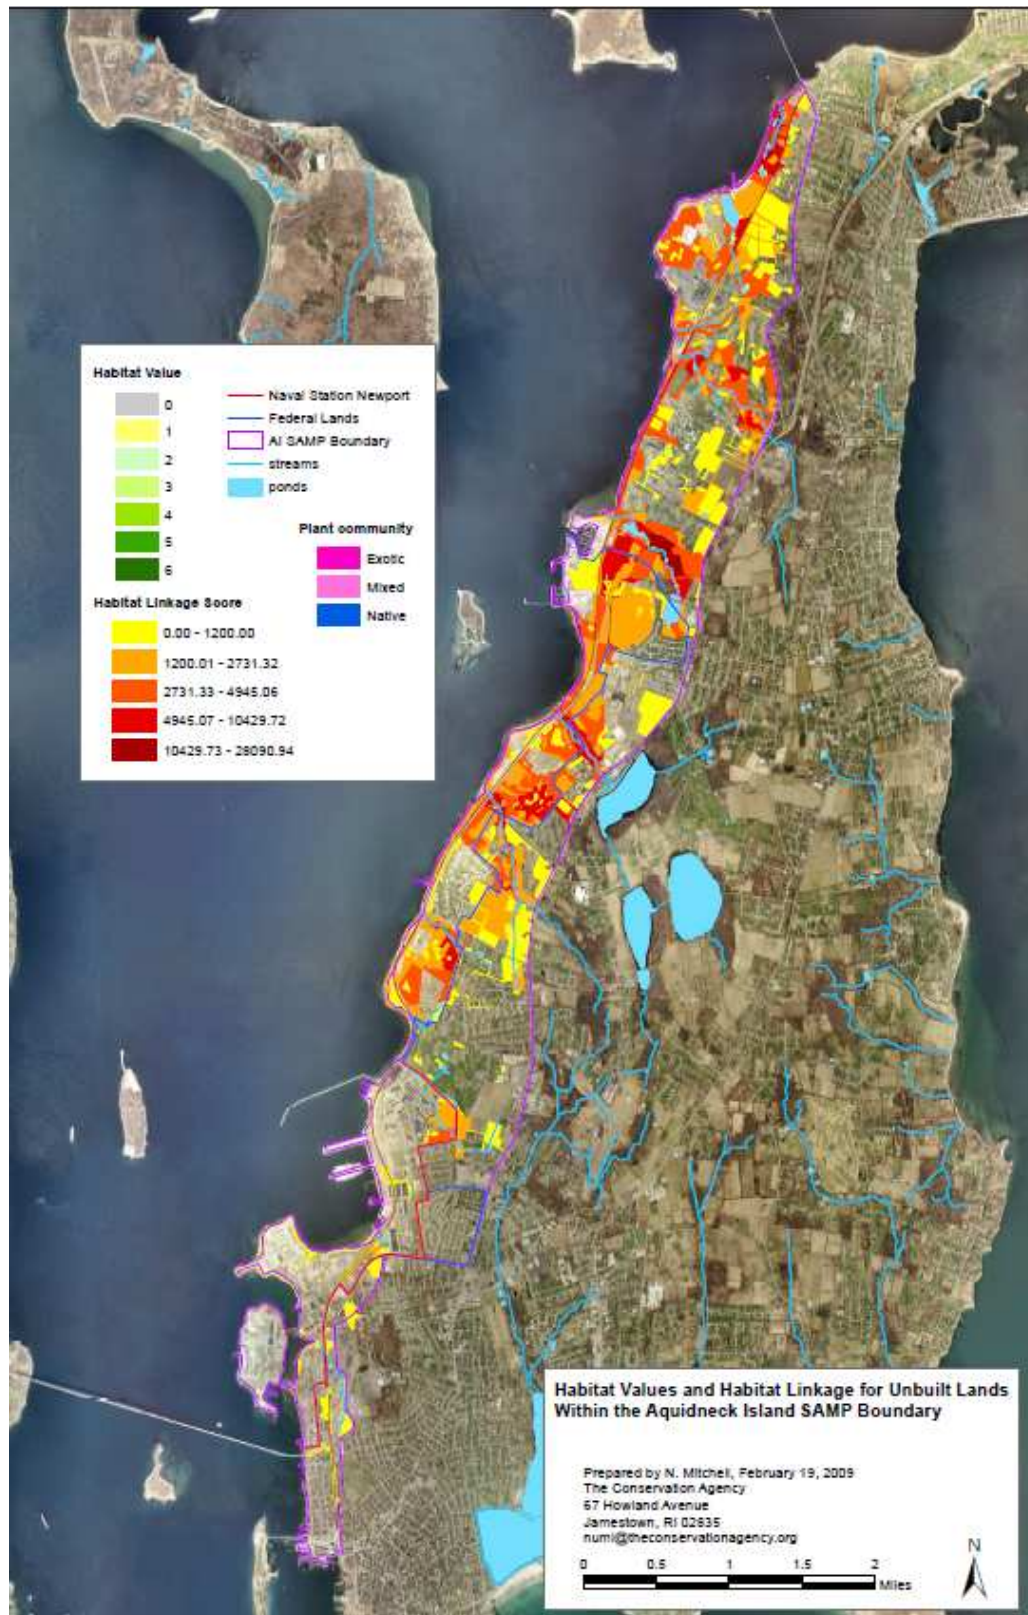 Habitat Value
0
1
2
3
4
5
6
Naval Station Newport
Federal Lands
AI SAMP Boundary
streams
ponds
Plant community
Exotic
Mixed
Native
Habitat Linkage Score
0.00 - 1200.00
1200.01 - 2731.32
2731.33 - 4945.06
4945.07 - 10429.72
10429.73 - 28090.94
Habitat Values and Habitat Linkage for Unbuilt Lands
Within the Aquidneck Island SAMP Boundary
Prepared by N. Mitchell, February 19, 2009
The Conservation Agency
67 Howland Avenue
Jamestown, RI 02835
numi@theconservationagency.org
N
0 0.5 1 1.5 2
Miles